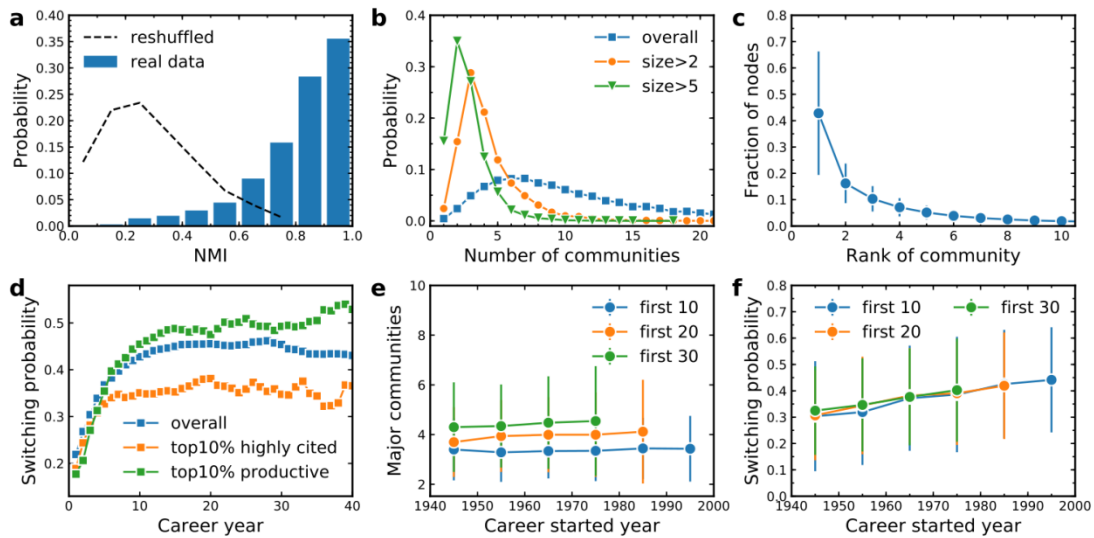 a
reshuffled
real data
Probability
0.40
0.35
0.30
0.25
0.20
0.15
0.10
0.05
0.00
0.0 0.2 0.4 0.6 0.8 1.0
NMI
b
overall
size>2
size>5
Probability
0.4
0.3
0.2
0.1
0.0
0 5 10 15 20
Number of communities
c
Fraction of nodes
0.8
0.7
0.6
0.5
0.4
0.3
0.2
0.1
0.0
0 2 4 6 8 10
Rank of community
d
overall
top10% highly cited
top10% productive
Switching probability
0.5
0.4
0.3
0.2
0 10 20 30 40
Career year
e
first 10
first 20
first 30
Major communities
10
8
6
4
2
1940 1950 1960 1970 1980 1990 2000
Career started year
f
first 10 first 30
first 20
Switching probability
0.8
0.7
0.6
0.5
0.4
0.3
0.2
0.1
0.0
1940 1950 1960 1970 1980 1990 2000
Career started year